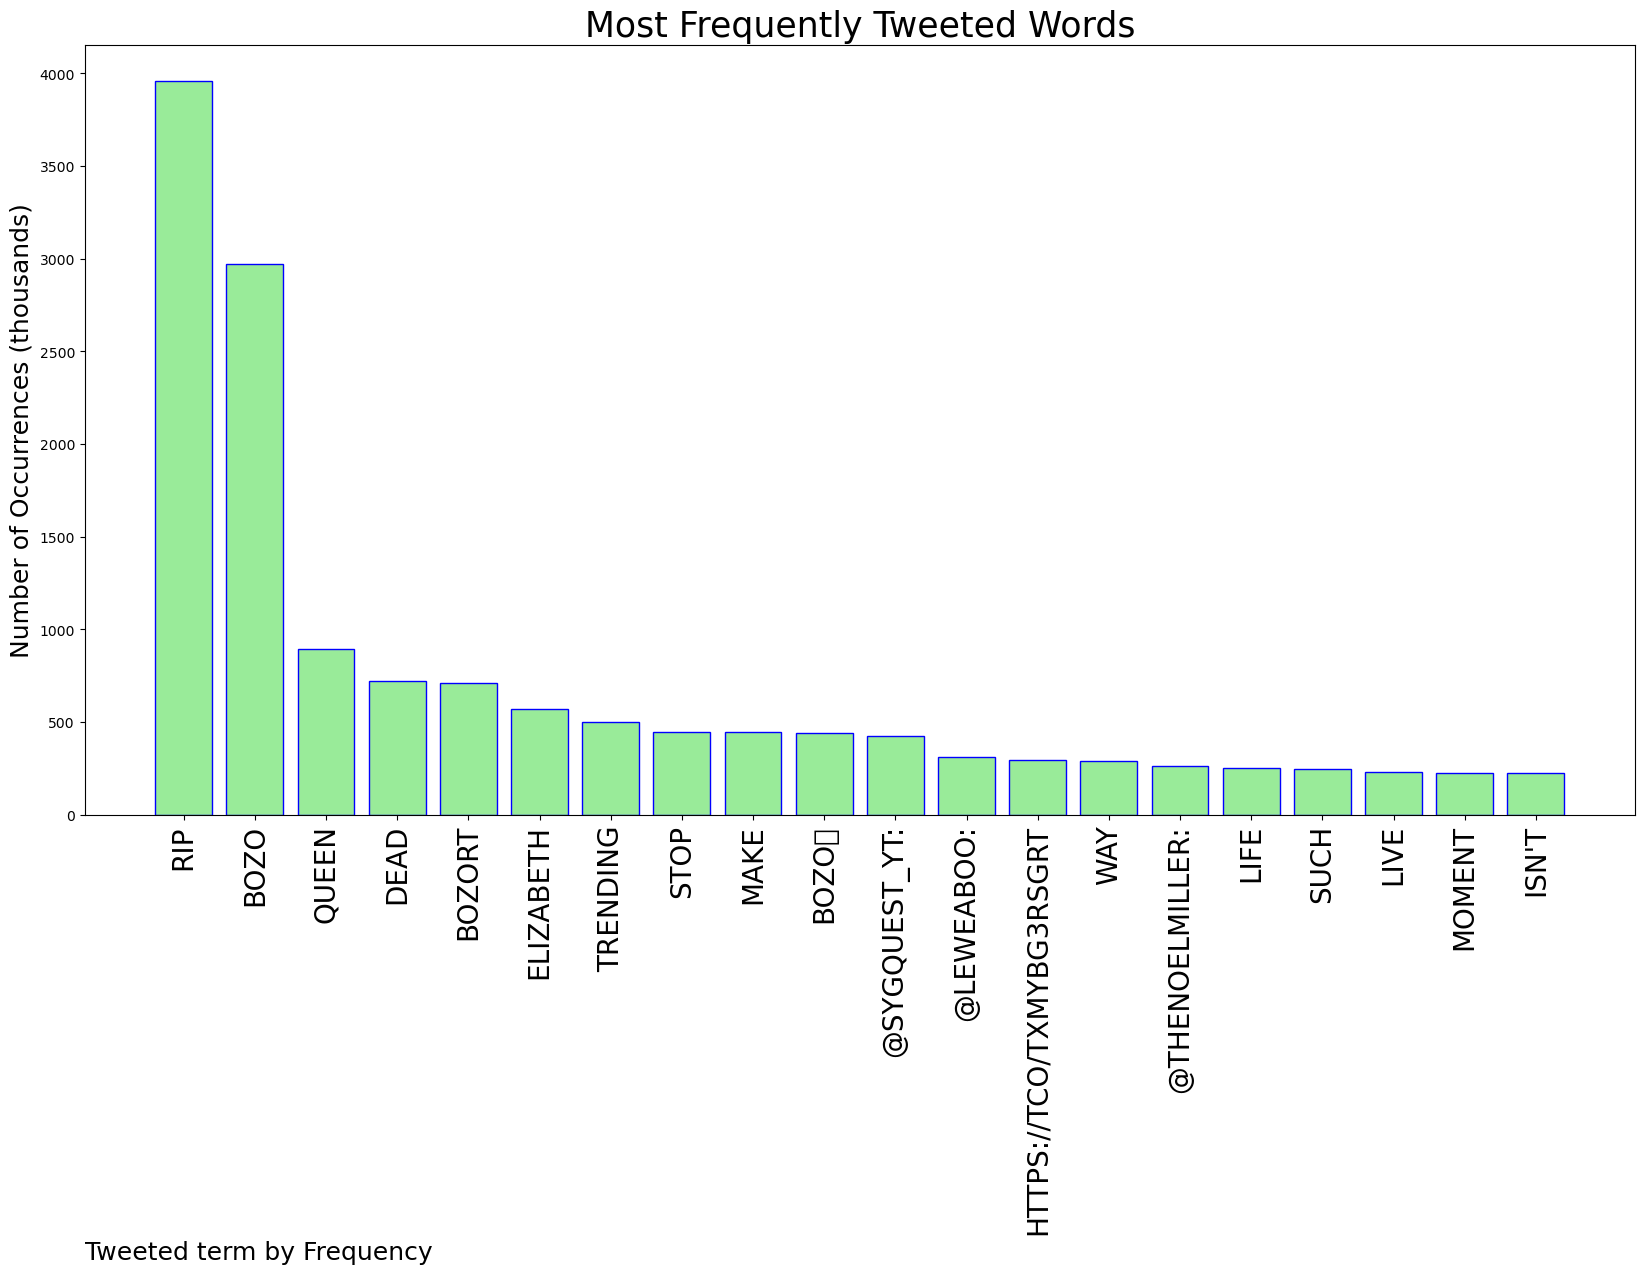 Most Frequently Tweeted Words
Number of Occurrences (thousands)
4000
3500
3000
2500
2000
1500
1000
500
0
RIP
BOZO
QUEEN
DEAD
BOZORT
ELIZABETH
TRENDING
STOP
MAKE
BOZO▯
@SYGQUEST_YT:
@LEWEABOO:
HTTPS://TCO/TXMYBG3RSGRT
WAY
@THENOELMILLER:
LIFE
SUCH
LIVE
MOMENT
ISN'T
Tweeted term by Frequency